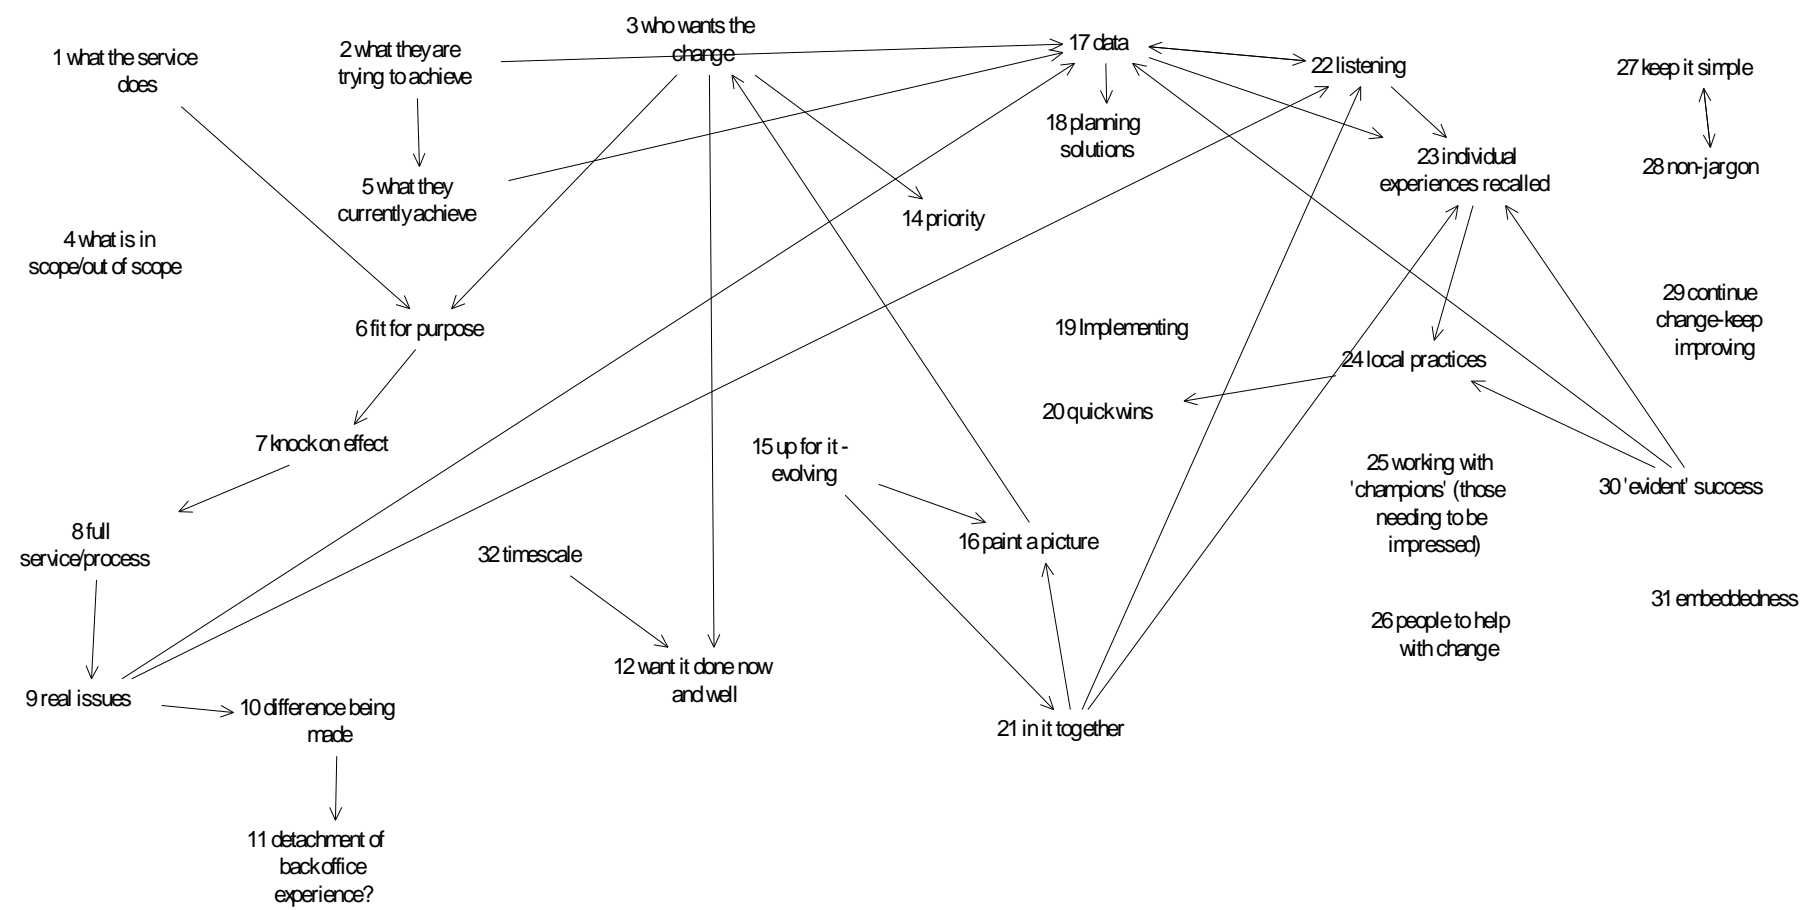 1 what the service
does
2 what they are
trying to achieve
3 who wants the
change
17 data
22 listening
27 keep it simple
18 planning
solutions
23 individual
experiences recalled
28 non-jargon
5 what they
currently achieve
14 priority
4 what is in
scope/out of scope
6 fit for purpose
19 Implementing
29 continue
change-keep
improving
24 local practices
20 quick wins
7 knock on effect
15 up for it -
evolving
25 working with
'champions' (those
needing to be
impressed)
30 'evident' success
8 full
service/process
32 timescale
16 paint a picture
31 embeddedness
26 people to help
with change
9 real issues
10 difference being
made
12 want it done now
and well
21 in it together
11 detachment of
back office
experience?